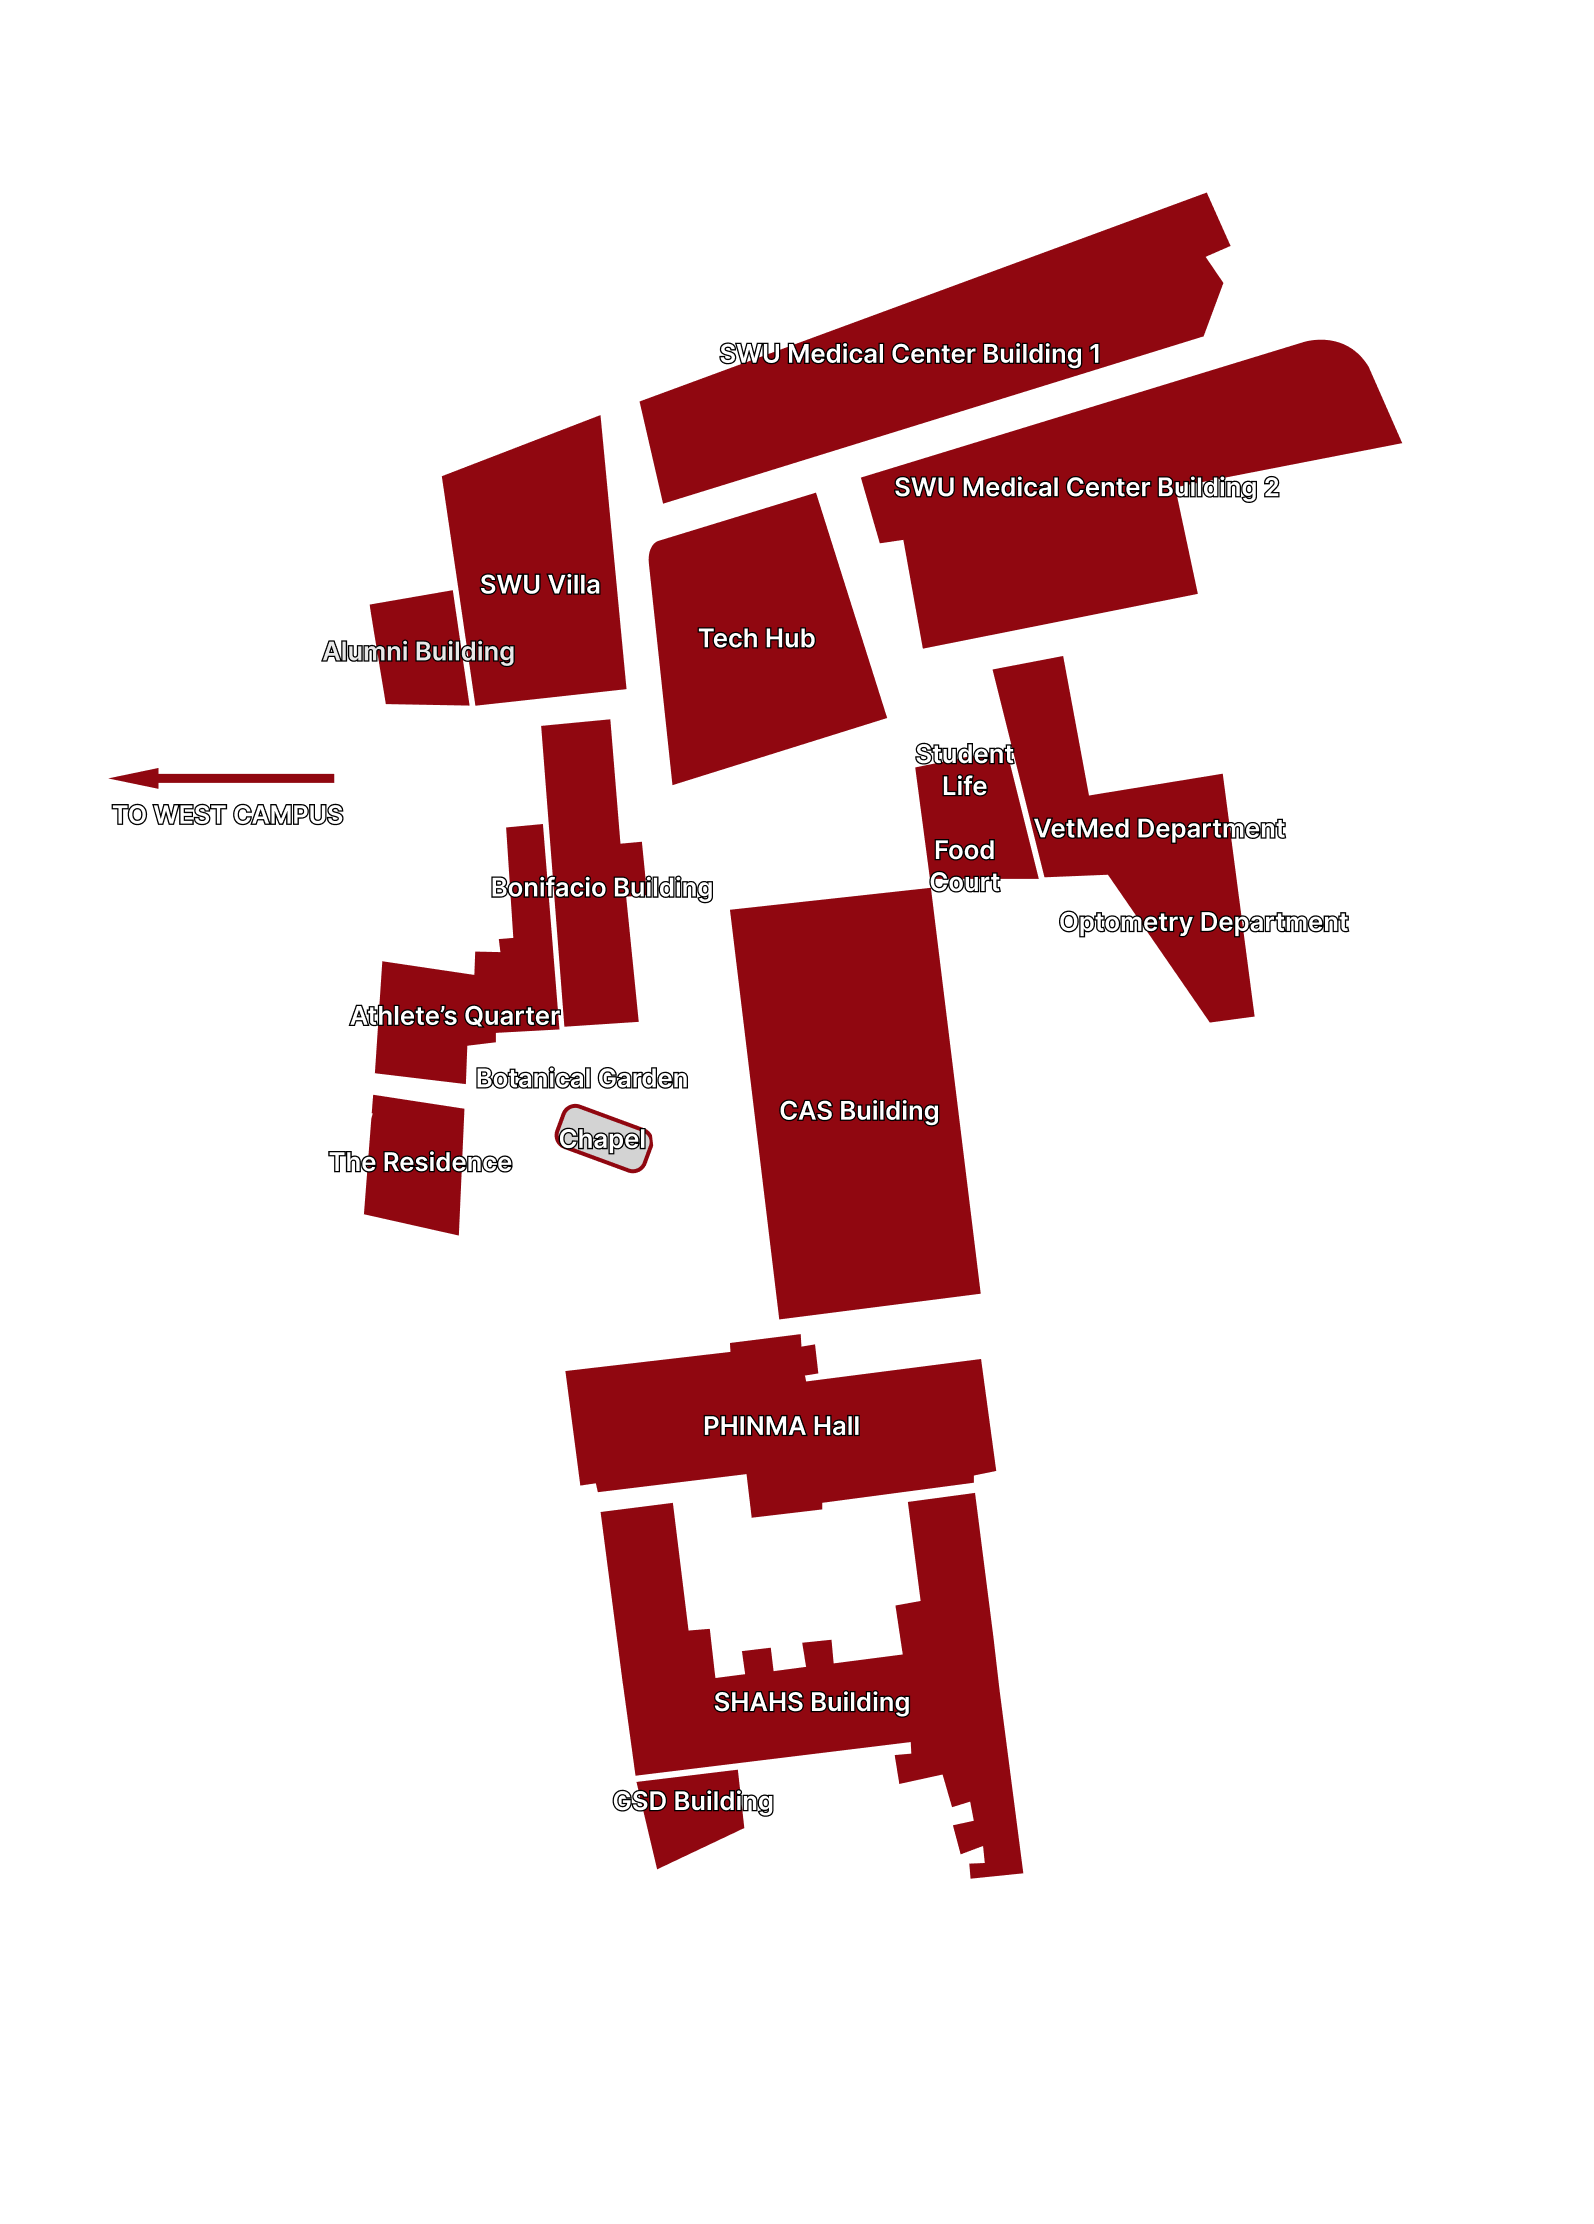 SWU Medical Center Building 1
SWU Medical Center Building 2
SWU Villa
Tech Hub
Alumni Building
Student
Life
TO WEST CAMPUS
VetMed Department
Food
Court
Bonifacio Building
Optometry Department
Athlete’s Quarter
Botanical Garden
CAS Building
Chapel
The Residence
PHINMA Hall
SHAHS Building
GSD Building